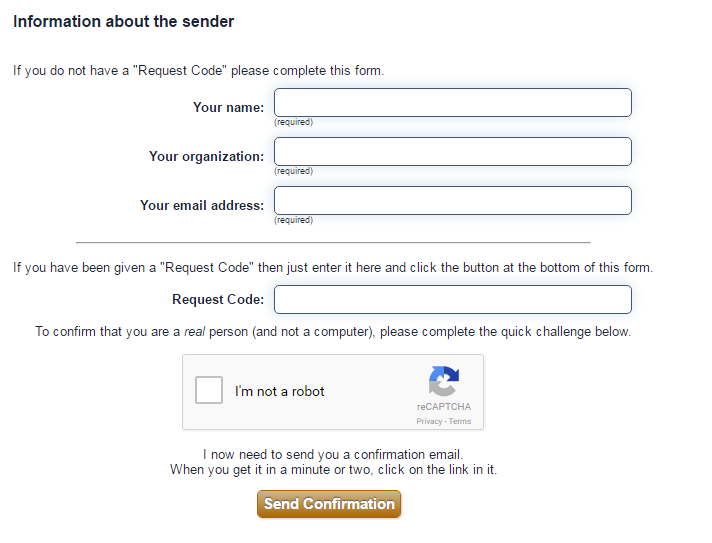 Information about the sender
If you do not have a "Request Code" please complete this form.
Your name:
(required)
Your organization:
(required)
Your email address:
(required)
If you have been given a "Request Code" then just enter it here and click the button at the bottom of this form.
Request Code:
To confirm that you are a real person (and not a computer), please complete the quick challenge below.
I'm not a robot
reCAPTCHA
Privacy - Terms
I now need to send you a confirmation email.
When you get it in a minute or two, click on the link in it.
Send Confirmation